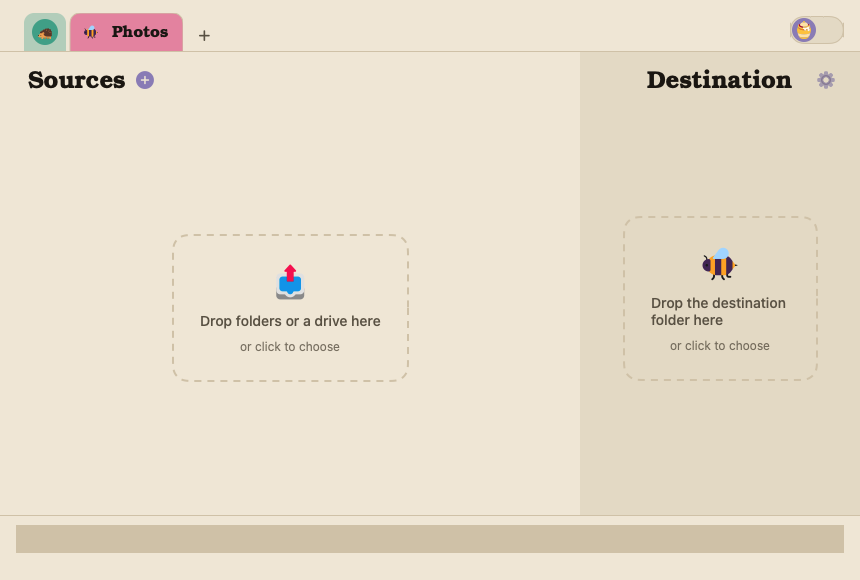 Photos
+
Sources
Destination
Drop folders or a drive here
or click to choose
Drop the destination
folder here
or click to choose